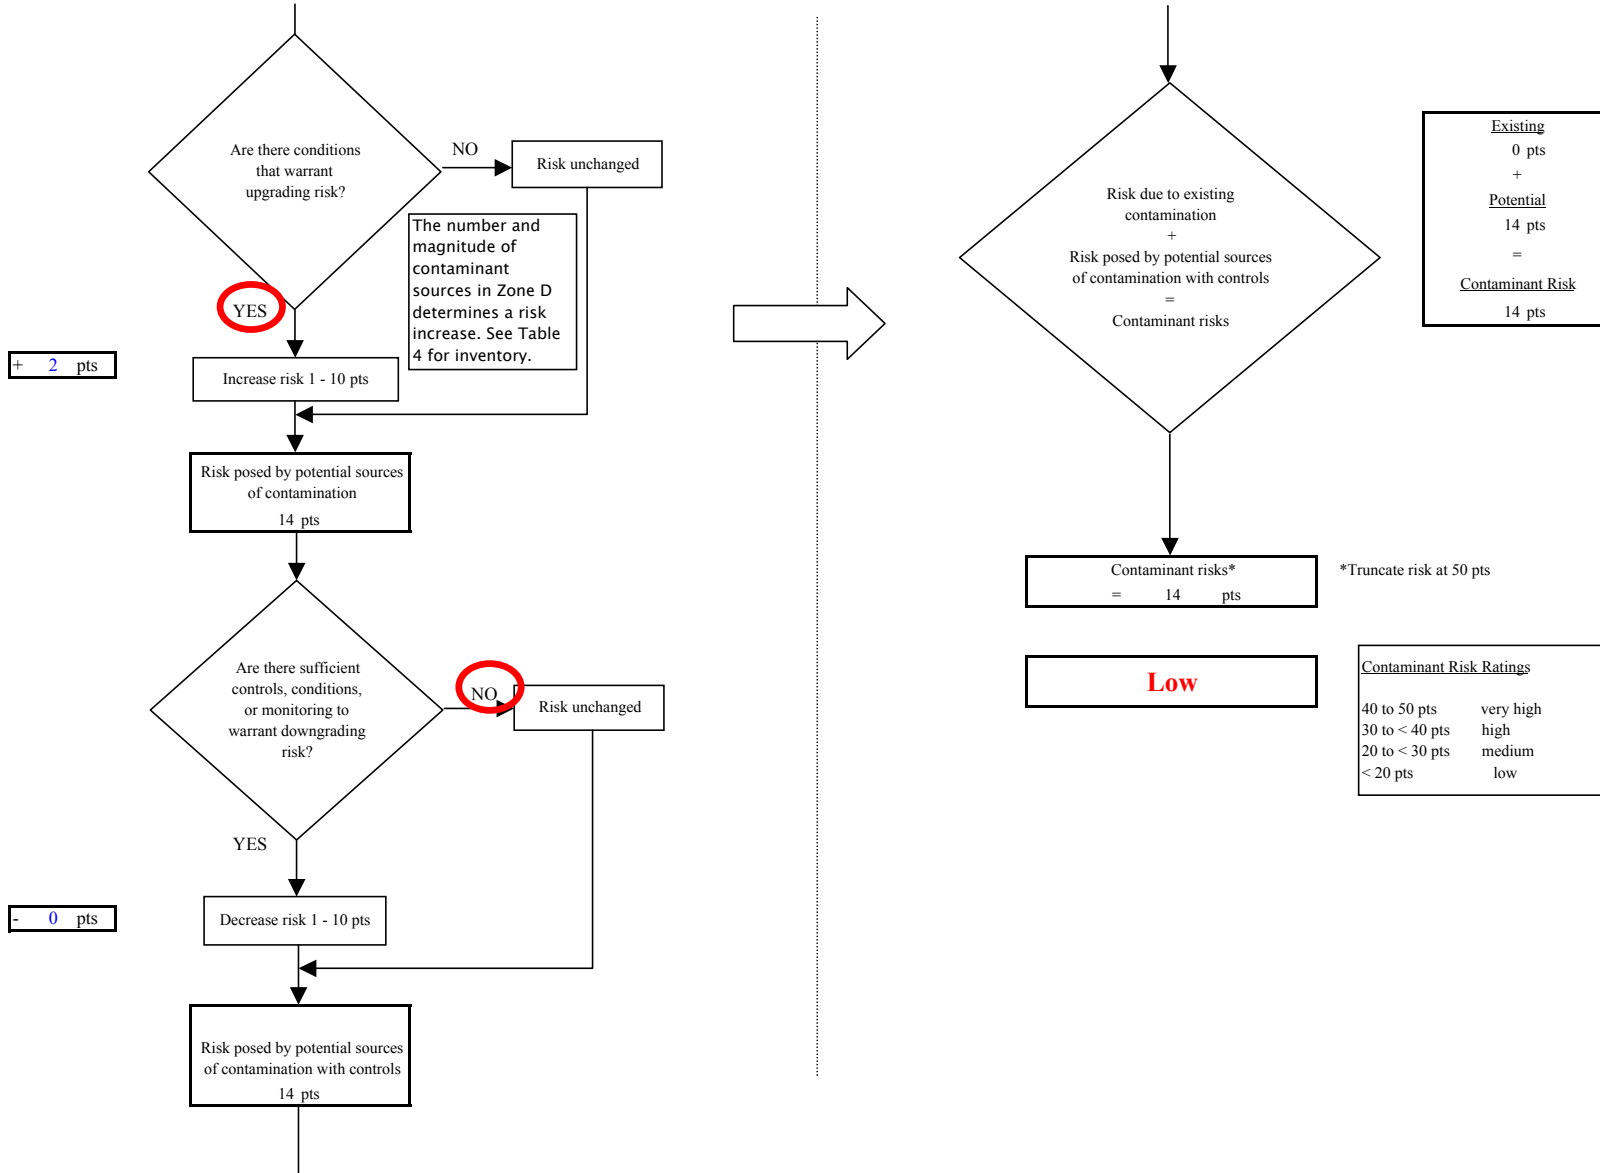 Are there conditions
that warrant
upgrading risk?
NO
Risk unchanged
The number and
magnitude of
contaminant
sources in Zone D
determines a risk
increase. See Table
4 for inventory.
YES
+ 2 pts
Increase risk 1 - 10 pts
Risk posed by potential sources
of contamination
14 pts
Are there sufficient
controls, conditions,
or monitoring to
warrant downgrading
risk?
NO
Risk unchanged
YES
- 0 pts
Decrease risk 1 - 10 pts
Risk posed by potential sources
of contamination with controls
14 pts
Risk due to existing
contamination
+
Risk posed by potential sources
of contamination with controls
=
Contaminant risks
Existing
0 pts
+
Potential
14 pts
=
Contaminant Risk
14 pts
Contaminant risks*
= 14 pts
*Truncate risk at 50 pts
Low
Contaminant Risk Ratings
40 to 50 pts very high
30 to < 40 pts high
20 to < 30 pts medium
< 20 pts low